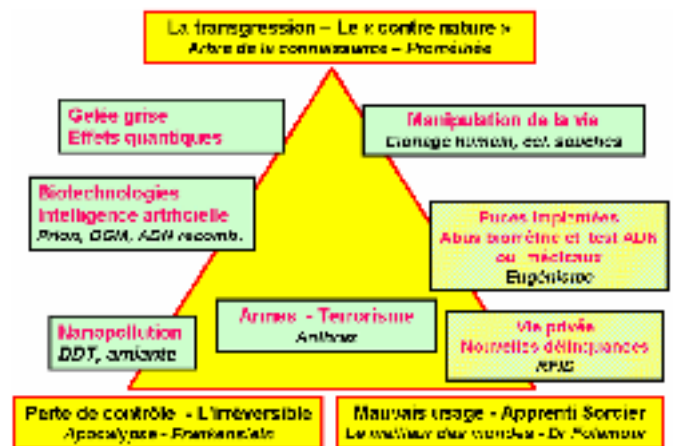 La transgression – Le « contre nature »
Arbre de la connaissance – Prométhée
Gelée grise
Effets quantiques
Manipulation de la vie
Clonage humain, cel. souches
Biotechnologies
Intelligence artificielle
Prion, OGM, ADN recomb.
Puces implantées
Abus biométrie et test ADN
ou médicaux
Eugénisme
Armes - Terrorisme
Anthrax
Nanopollution
DDT, amiante
Vie privée
Nouvelles délinquances
RFID
Perte de contrôle - L'irréversible
Apocalypse - Frankenstein
Mauvais usage - Apprenti Sorcier
Le meilleur des mondes - Dr Folamour